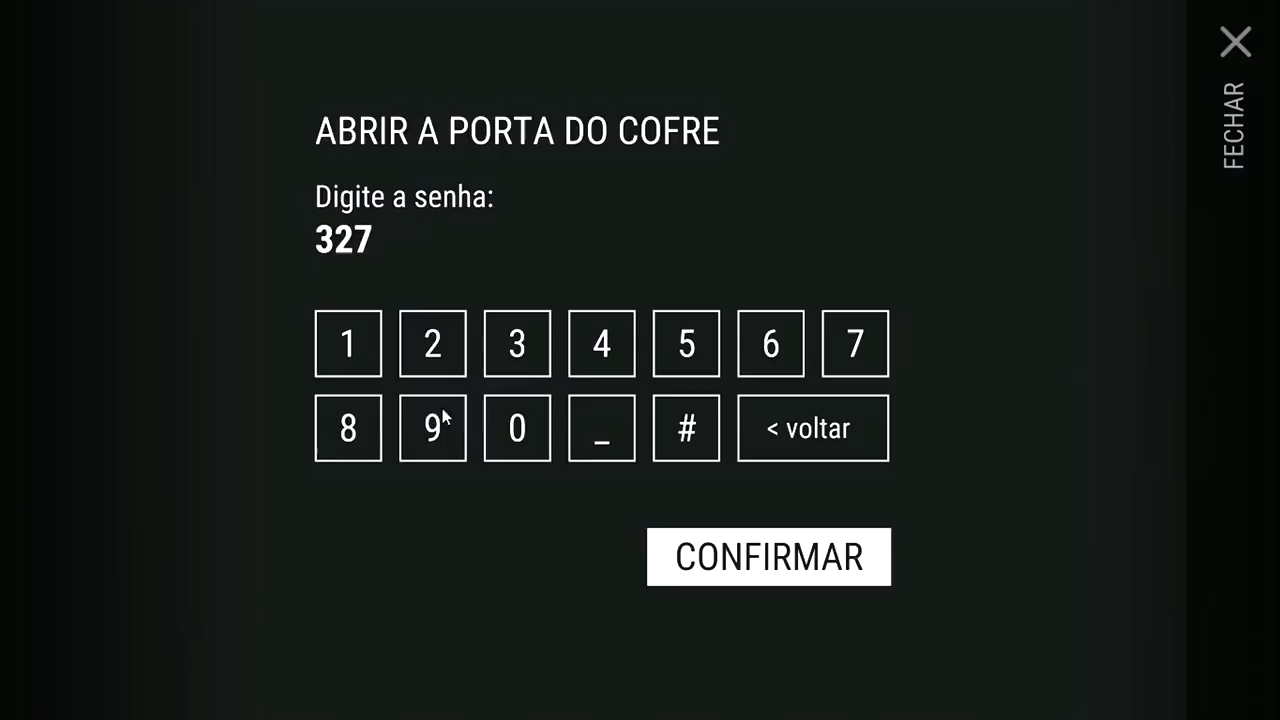 ABRIR A PORTA DO COFRE
Digite a senha:
327
1 2 3 4 5 6 7
8 9 0 _ # < voltar
CONFIRMAR
FECHAR